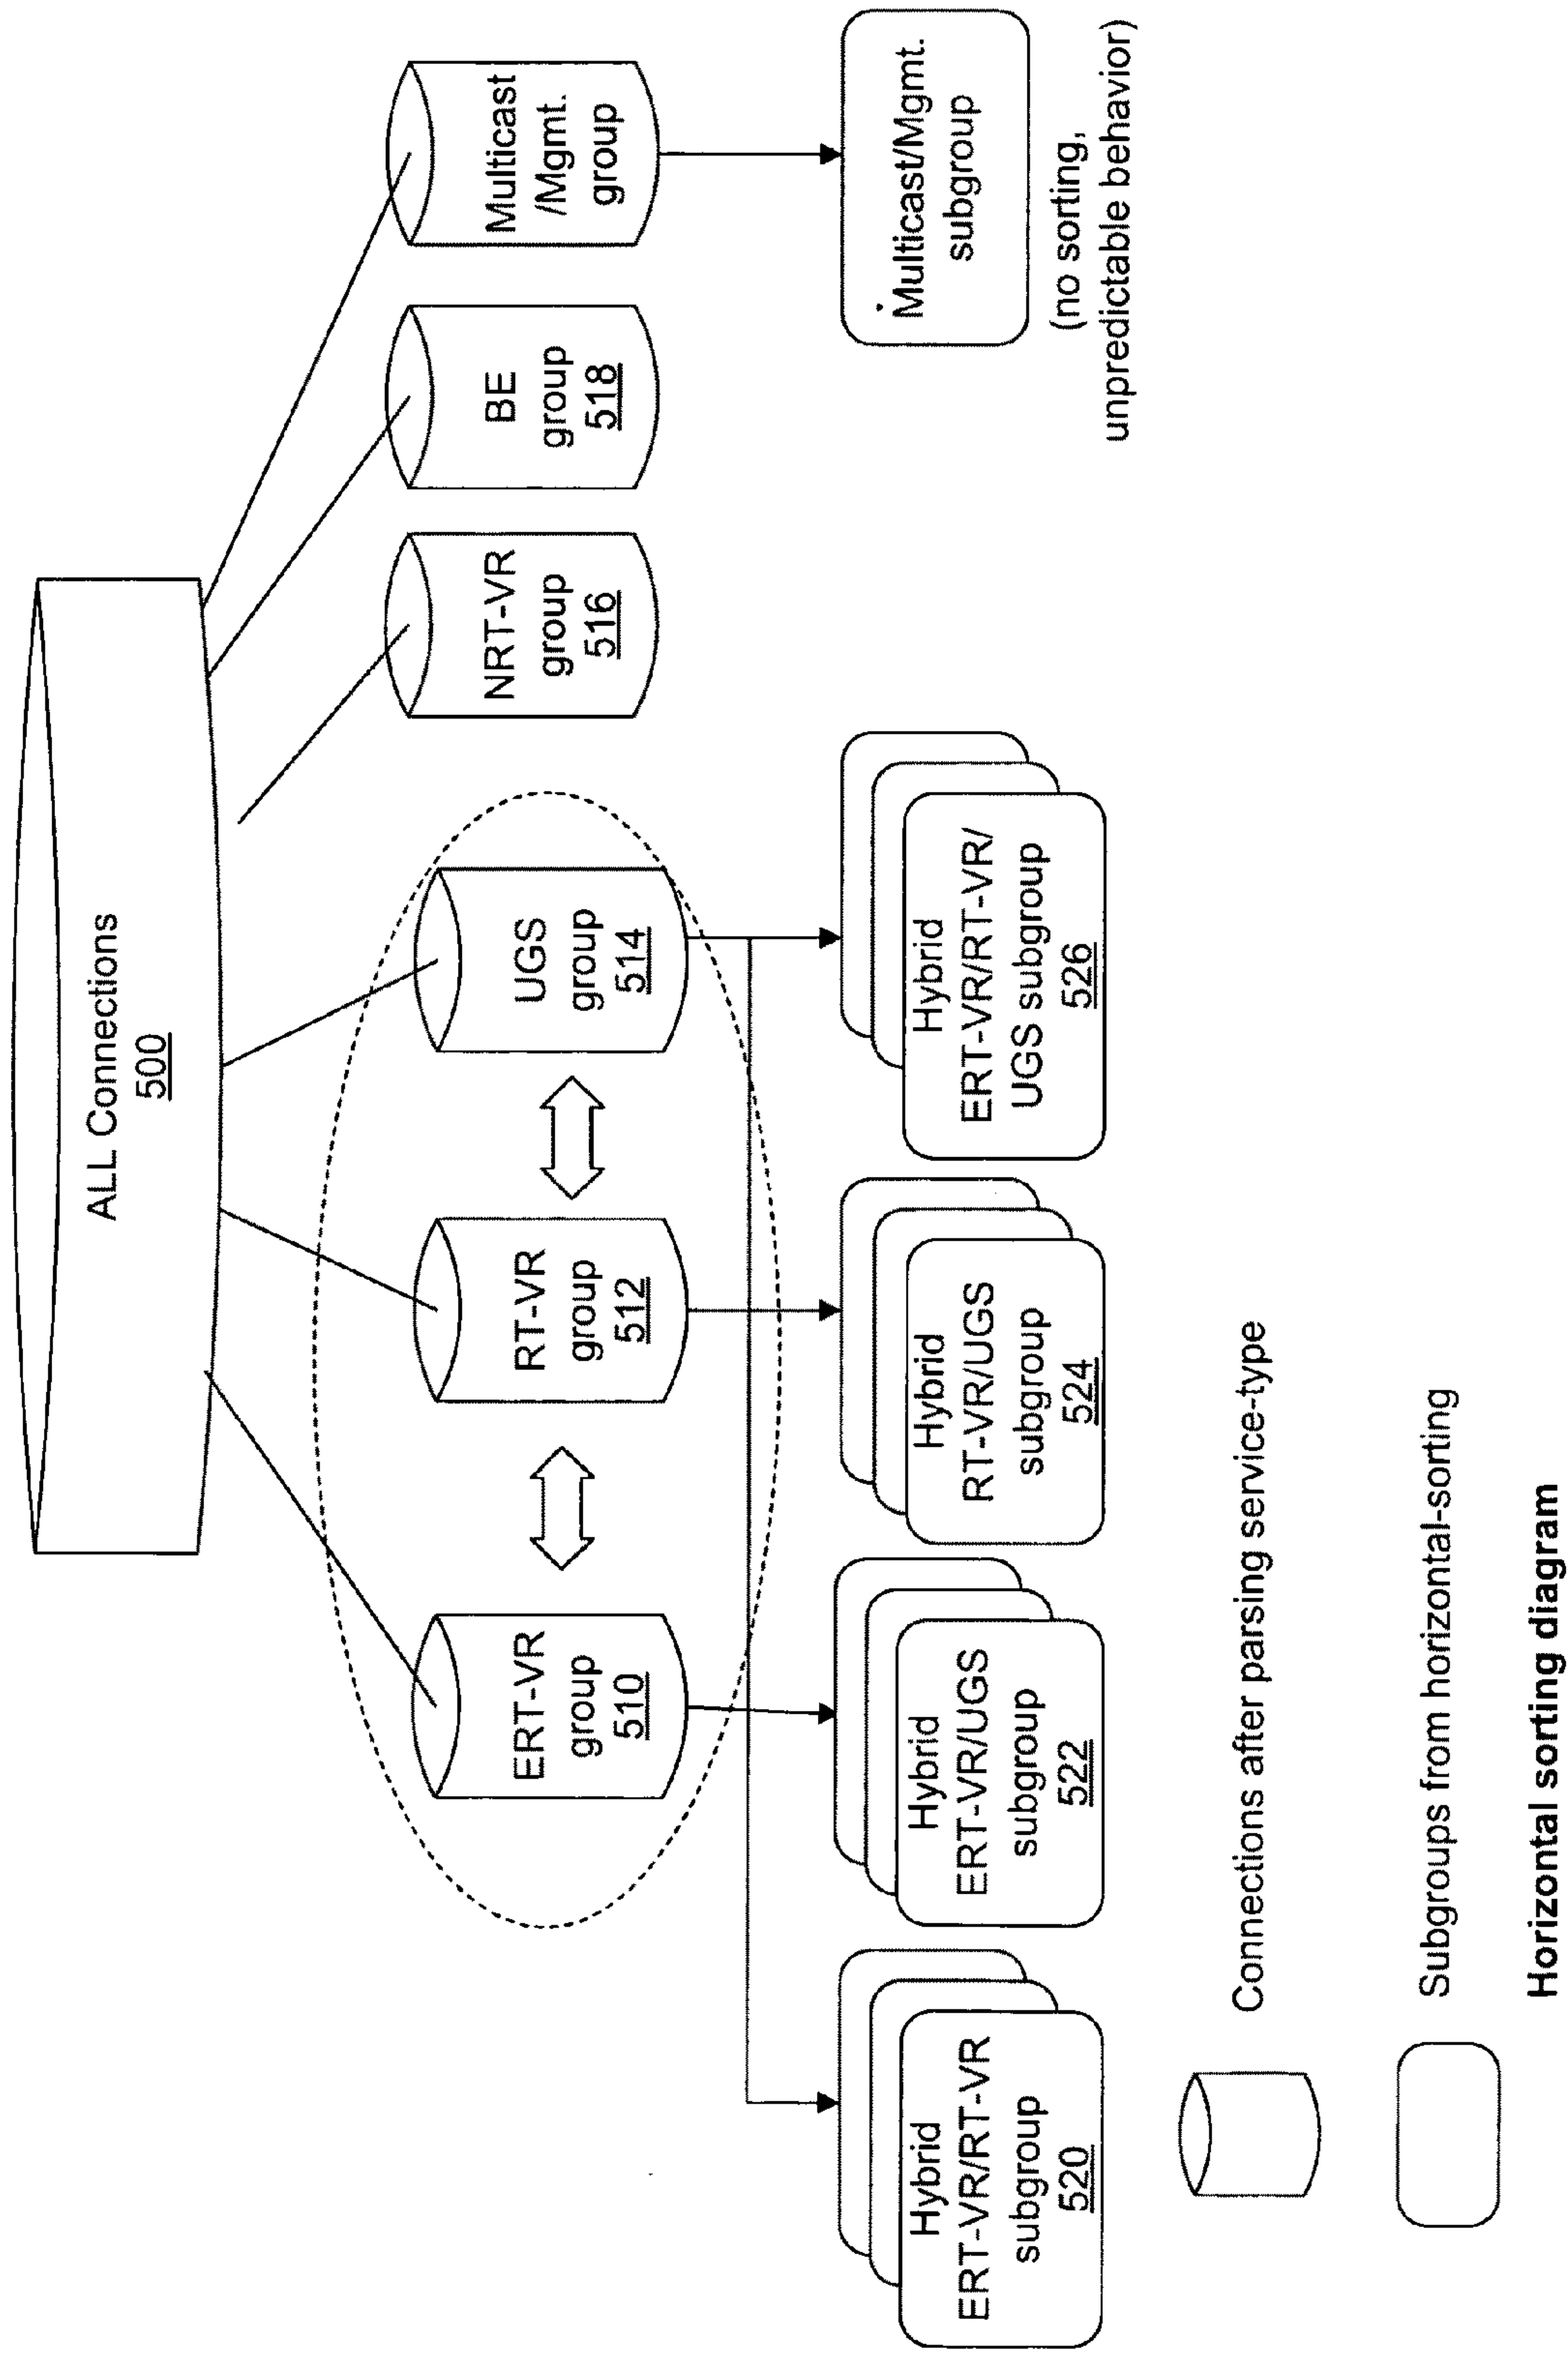 ALL Connections
500
ERT-VR
group
510
RT-VR
group
512
UGS
group
514
NRT-VR
group
516
BE
group
518
Multicast
/Mgmt.
group
Hybrid
ERT-VR/RT-VR
subgroup
520
Hybrid
ERT-VR/UGS
subgroup
522
Hybrid
RT-VR/UGS
subgroup
524
Hybrid
ERT-VR/RT-VR/
UGS subgroup
526
Multicast/Mgmt.
subgroup
(no sorting,
unpredictable behavior)
Connections after parsing service-type
Subgroups from horizontal-sorting
Horizontal sorting diagram